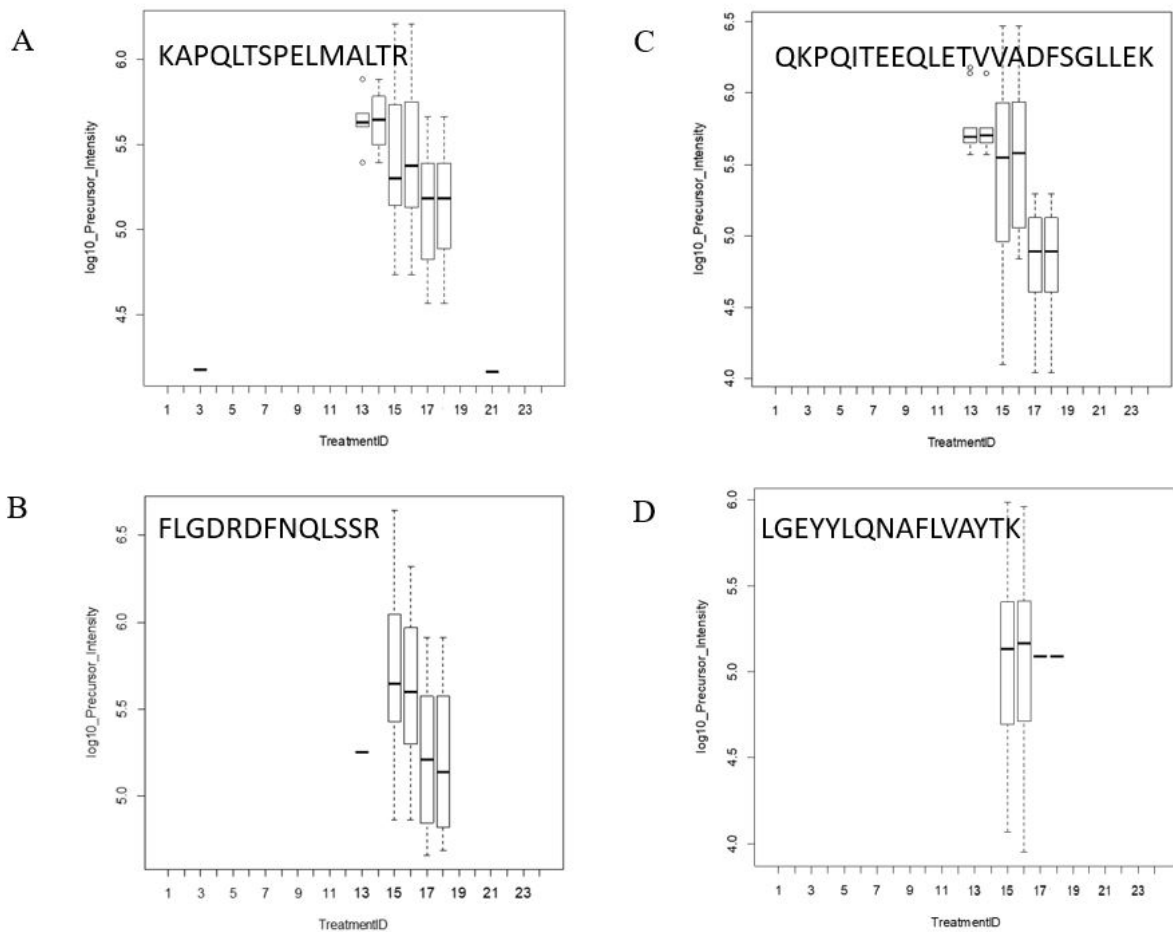 A
KAPQLTSPELMALTR
log10_Precursor_Intensity
6.0
5.5
5.0
4.5
1 3 5 7 9 11 13 15 17 19 21 23
TreatmentID
B
FLGDRDFNQLSSR
log10_Precursor_Intensity
6.5
6.0
5.5
5.0
1 3 5 7 9 11 13 15 17 19 21 23
TreatmentID
C
QKPQITEEQLETVVADFSGLLEK
log10_Precursor_Intensity
6.5
6.0
5.5
5.0
4.5
4.0
1 3 5 7 9 11 13 15 17 19 21 23
TreatmentID
D
LGEYYLQNAFLVAYTK
log10_Precursor_Intensity
6.0
5.5
5.0
4.5
4.0
1 3 5 7 9 11 13 15 17 19 21 23
TreatmentID